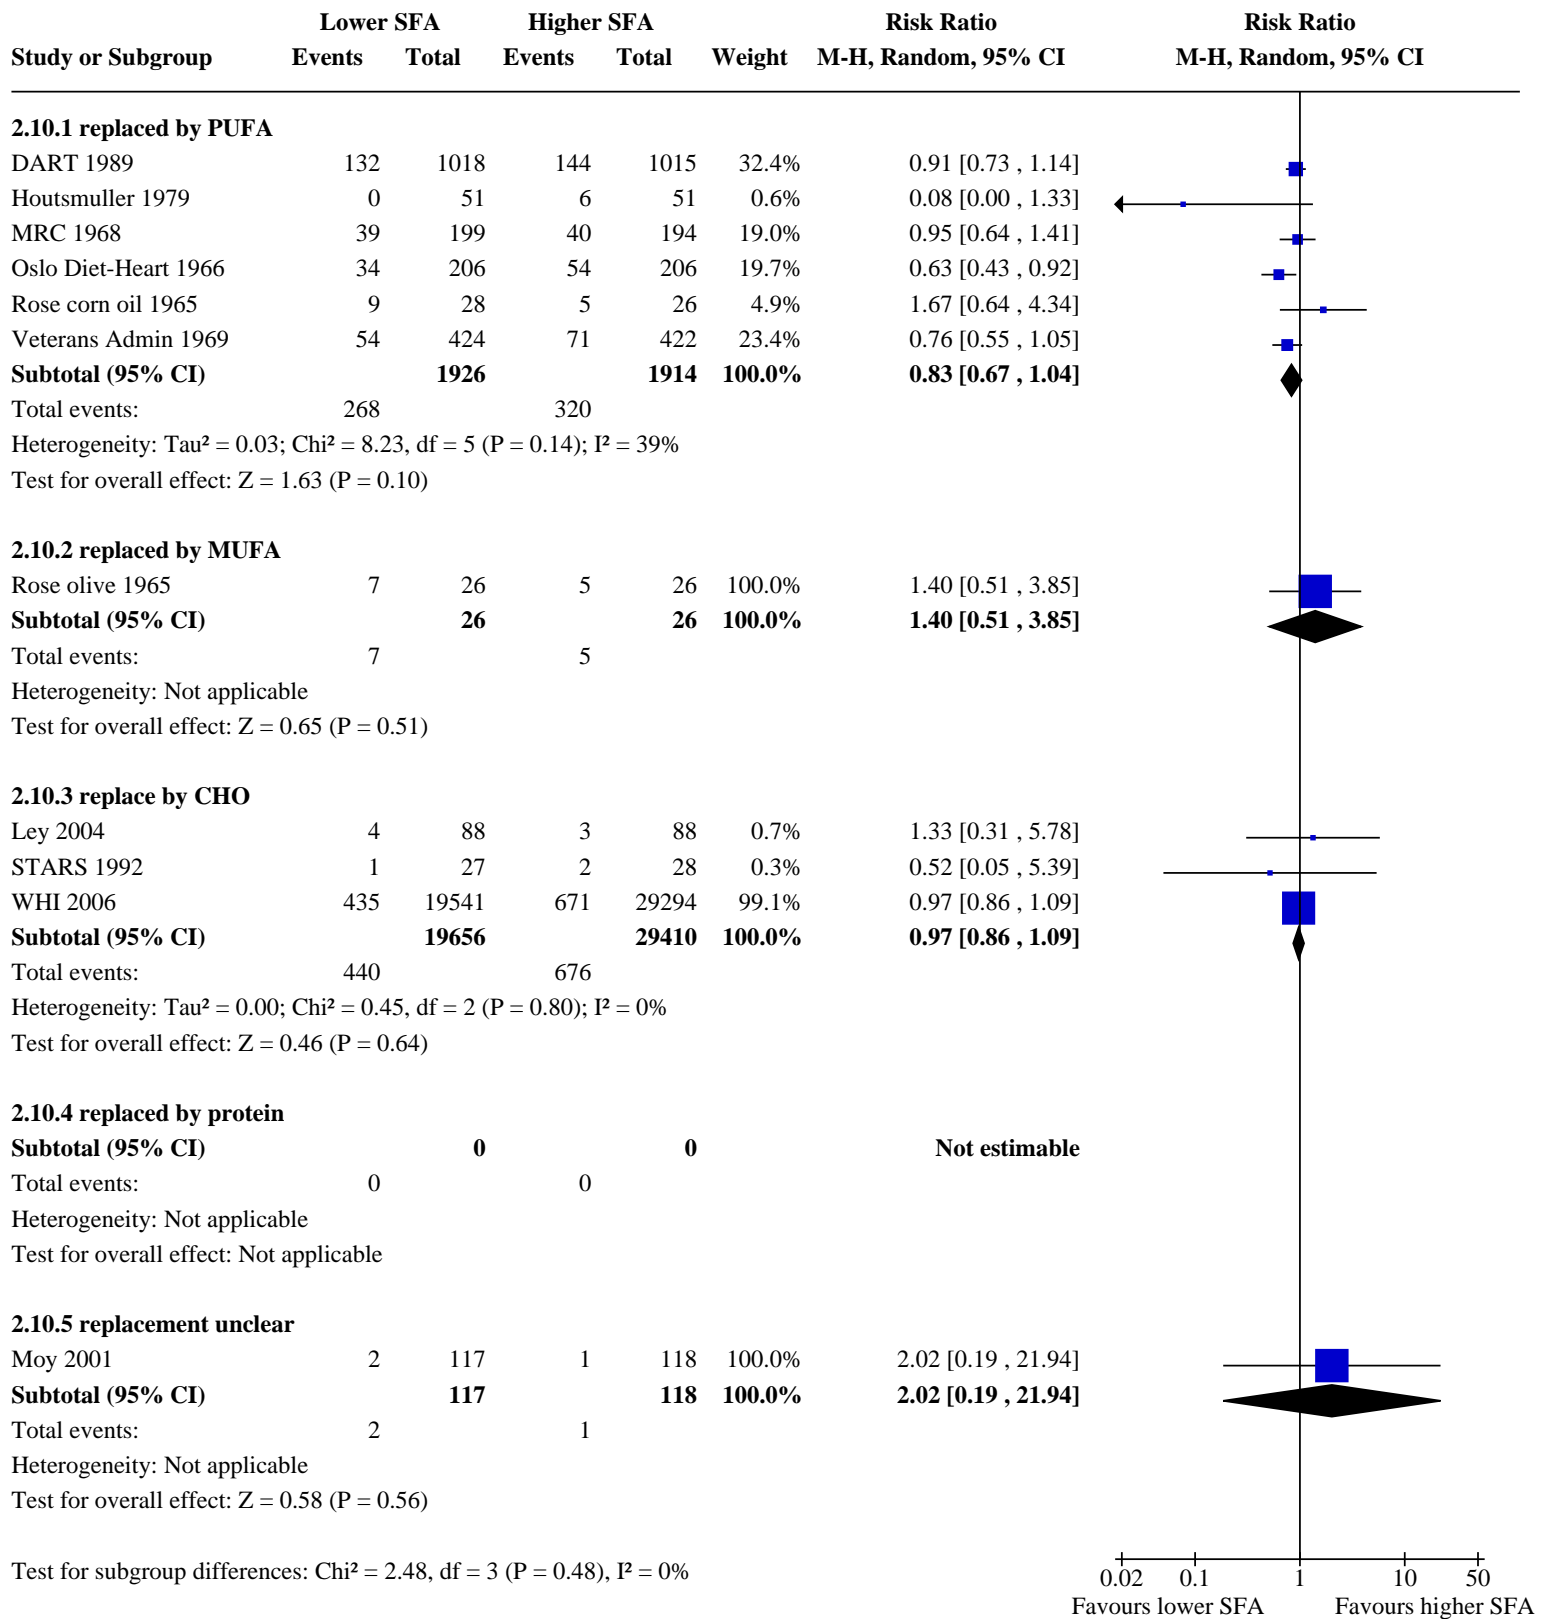 Lower SFA Higher SFA Risk Ratio Risk Ratio
Study or Subgroup Events Total Events Total Weight M-H, Random, 95% CI M-H, Random, 95% CI
2.10.1 replaced by PUFA
DART 1989 132 1018 144 1015 32.4% 0.91 [0.73 , 1.14]
Houtsmuller 1979 0 51 6 51 0.6% 0.08 [0.00 , 1.33]
MRC 1968 39 199 40 194 19.0% 0.95 [0.64 , 1.41]
Oslo Diet-Heart 1966 34 206 54 206 19.7% 0.63 [0.43 , 0.92]
Rose corn oil 1965 9 28 5 26 4.9% 1.67 [0.64 , 4.34]
Veterans Admin 1969 54 424 71 422 23.4% 0.76 [0.55 , 1.05]
Subtotal (95% CI) 1926 1914 100.0% 0.83 [0.67 , 1.04]
Total events: 268 320
Heterogeneity: Tau² = 0.03; Chi² = 8.23, df = 5 (P = 0.14); I² = 39%
Test for overall effect: Z = 1.63 (P = 0.10)
2.10.2 replaced by MUFA
Rose olive 1965 7 26 5 26 100.0% 1.40 [0.51 , 3.85]
Subtotal (95% CI) 26 26 100.0% 1.40 [0.51 , 3.85]
Total events: 7 5
Heterogeneity: Not applicable
Test for overall effect: Z = 0.65 (P = 0.51)
2.10.3 replace by CHO
Ley 2004 4 88 3 88 0.7% 1.33 [0.31 , 5.78]
STARS 1992 1 27 2 28 0.3% 0.52 [0.05 , 5.39]
WHI 2006 435 19541 671 29294 99.1% 0.97 [0.86 , 1.09]
Subtotal (95% CI) 19656 29410 100.0% 0.97 [0.86 , 1.09]
Total events: 440 676
Heterogeneity: Tau² = 0.00; Chi² = 0.45, df = 2 (P = 0.80); I² = 0%
Test for overall effect: Z = 0.46 (P = 0.64)
2.10.4 replaced by protein
Subtotal (95% CI) 0 0 Not estimable
Total events: 0 0
Heterogeneity: Not applicable
Test for overall effect: Not applicable
2.10.5 replacement unclear
Moy 2001 2 117 1 118 100.0% 2.02 [0.19 , 21.94]
Subtotal (95% CI) 117 118 100.0% 2.02 [0.19 , 21.94]
Total events: 2 1
Heterogeneity: Not applicable
Test for overall effect: Z = 0.58 (P = 0.56)
Test for subgroup differences: Chi² = 2.48, df = 3 (P = 0.48), I² = 0%
0.02 0.1 1 10 50
Favours lower SFA Favours higher SFA